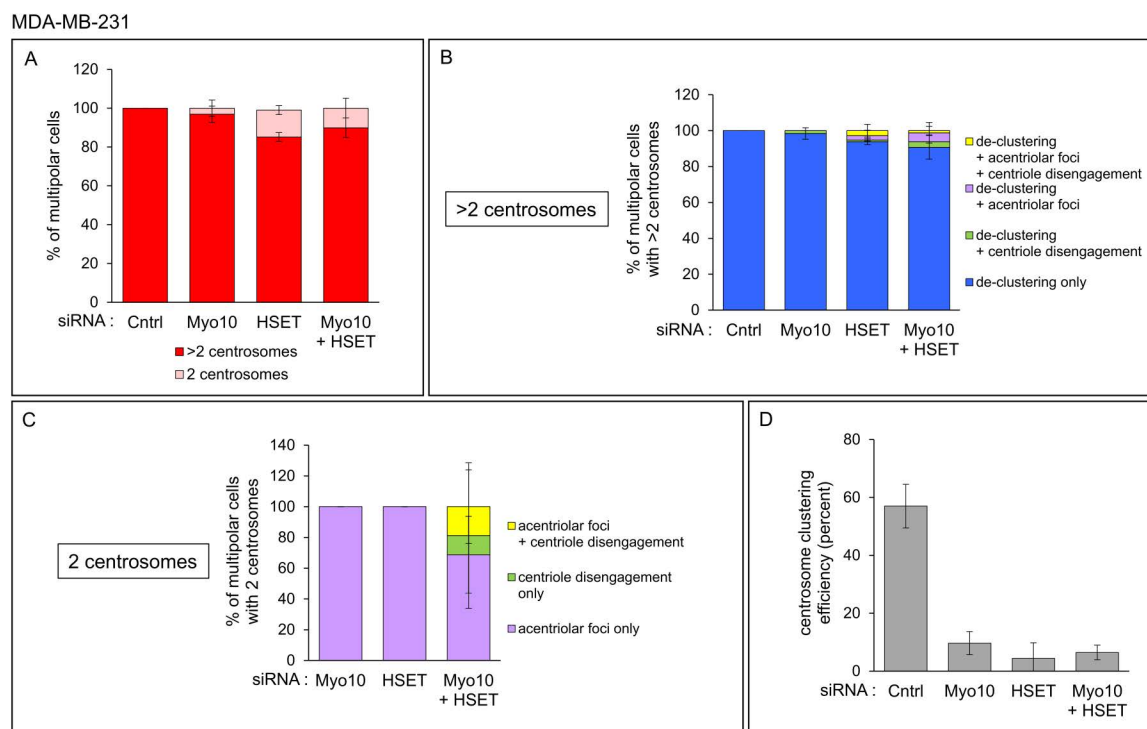 MDA-MB-231
A
% of multipolar cells
120
100
80
60
40
20
0
siRNA :
Cntrl
Myo10
HSET
Myo10
+ HSET
>2 centrosomes
2 centrosomes
B
>2 centrosomes
% of multipolar cells
with >2 centrosomes
120
100
80
60
40
20
0
siRNA :
Cntrl
Myo10
HSET
Myo10
+ HSET
de-clustering
+ acentriolar foci
+ centriole disengagement
de-clustering
+ acentriolar foci
de-clustering
+ centriole disengagement
de-clustering only
C
2 centrosomes
% of multipolar cells
with 2 centrosomes
140
120
100
80
60
40
20
0
siRNA :
Myo10
HSET
Myo10
+ HSET
acentriolar foci
+ centriole disengagement
centriole disengagement
only
acentriolar foci only
D
centrosome clustering
efficiency (percent)
80
60
40
20
0
siRNA :
Cntrl
Myo10
HSET
Myo10
+ HSET